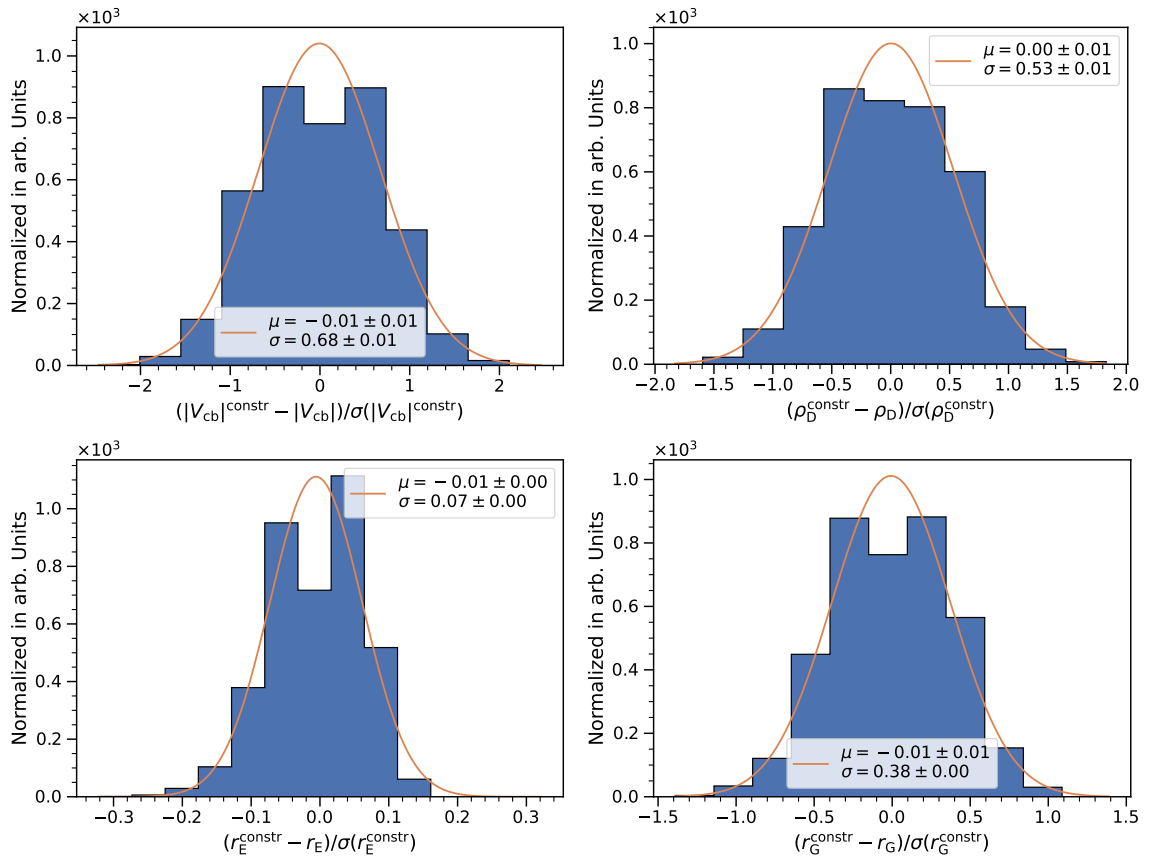 ×10³
Normalized in arb. Units
1.0
0.8
0.6
0.4
0.2
0.0
μ = −0.01 ± 0.01
σ = 0.68 ± 0.01
−2 −1 0 1 2
(|V_cb|^constr − |V_cb|)/σ(|V_cb|^constr)
×10³
Normalized in arb. Units
1.0
0.8
0.6
0.4
0.2
0.0
μ = 0.00 ± 0.01
σ = 0.53 ± 0.01
−2.0 −1.5 −1.0 −0.5 0.0 0.5 1.0 1.5 2.0
(ρ_D^constr − ρ_D)/σ(ρ_D^constr)
×10³
Normalized in arb. Units
1.0
0.8
0.6
0.4
0.2
0.0
μ = −0.01 ± 0.00
σ = 0.07 ± 0.00
−0.3 −0.2 −0.1 0.0 0.1 0.2 0.3
(r_E^constr − r_E)/σ(r_E^constr)
×10³
Normalized in arb. Units
1.0
0.8
0.6
0.4
0.2
0.0
μ = −0.01 ± 0.01
σ = 0.38 ± 0.00
−1.5 −1.0 −0.5 0.0 0.5 1.0 1.5
(r_G^constr − r_G)/σ(r_G^constr)